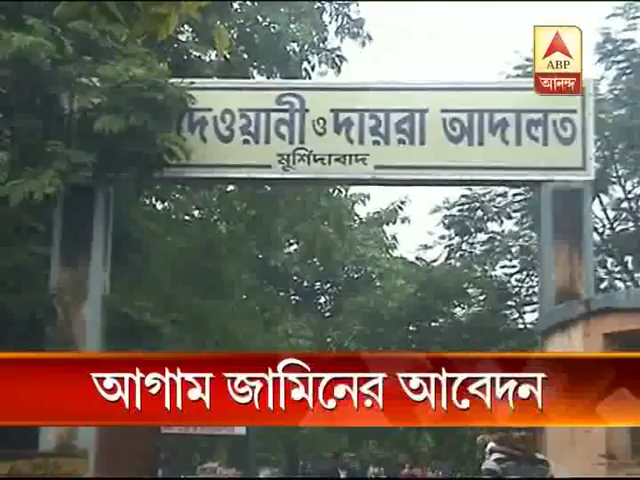 ABP
আনন্দ
দেওয়ানী ও দায়রা আদালত
মুর্শিদাবাদ
আগাম জামিনের আবেদন